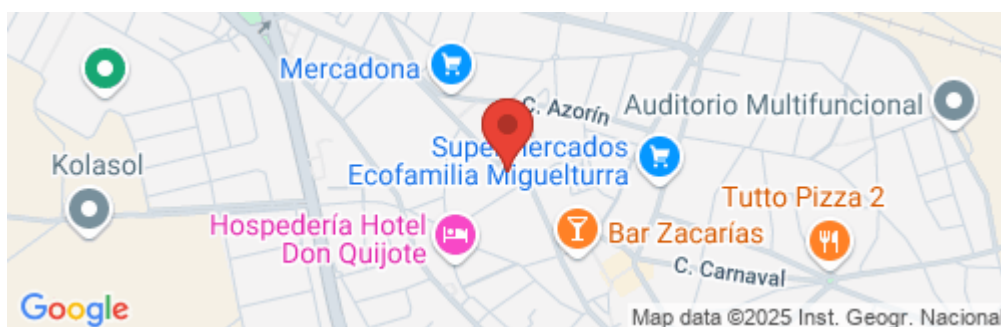 Mercadona
C. Azorín
Auditorio Multifuncional
Kolasol
Supermercados
Ecofamilia Miguelturra
Tutto Pizza 2
Hospedería Hotel
Don Quijote
Bar Zacarías
C. Carnaval
Google
Map data ©2025 Inst. Geogr. Naciona